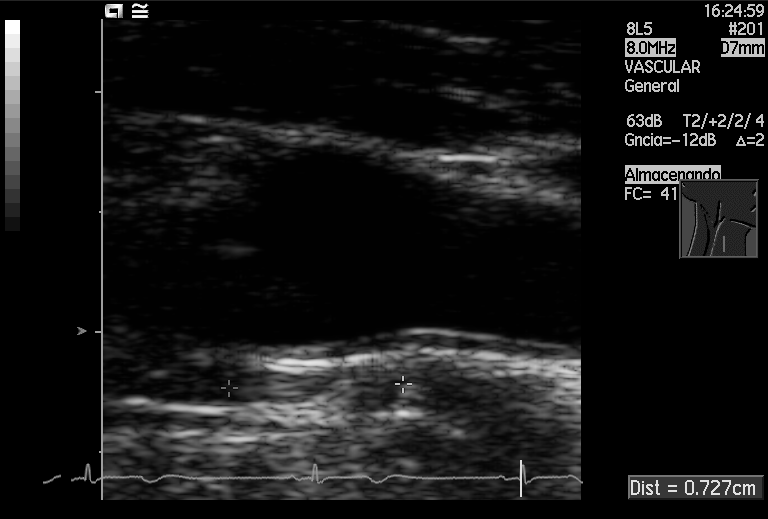 16:24:59
8L5 #201
8.0MHz 07mm
VASCULAR
General
63dB T2/+2/2/4
Gncia=-12dB Δ=2
Almacenando
FC= 41
Dist = 0.727cm